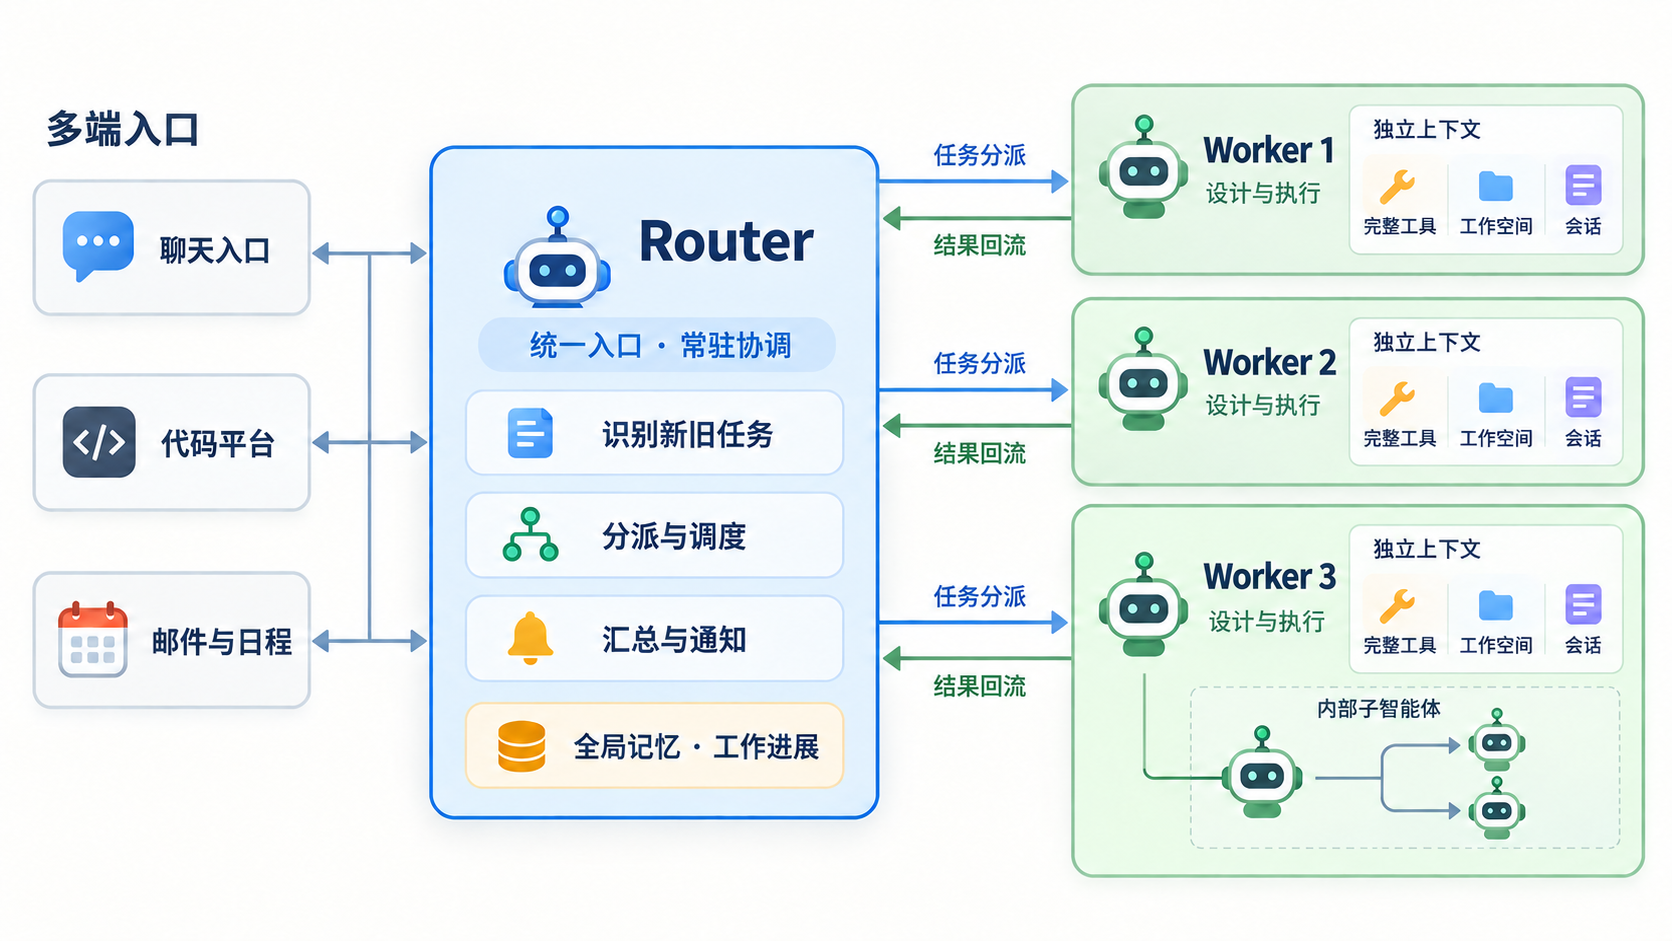 多端入口
聊天入口
代码平台
邮件与日程
Router
统一入口 · 常驻协调
识别新旧任务
分派与调度
汇总与通知
全局记忆 · 工作进展
任务分派
结果回流
任务分派
结果回流
任务分派
结果回流
Worker 1
设计与执行
独立上下文
完整工具
工作空间
会话
Worker 2
设计与执行
独立上下文
完整工具
工作空间
会话
Worker 3
设计与执行
独立上下文
完整工具
工作空间
会话
内部子智能体